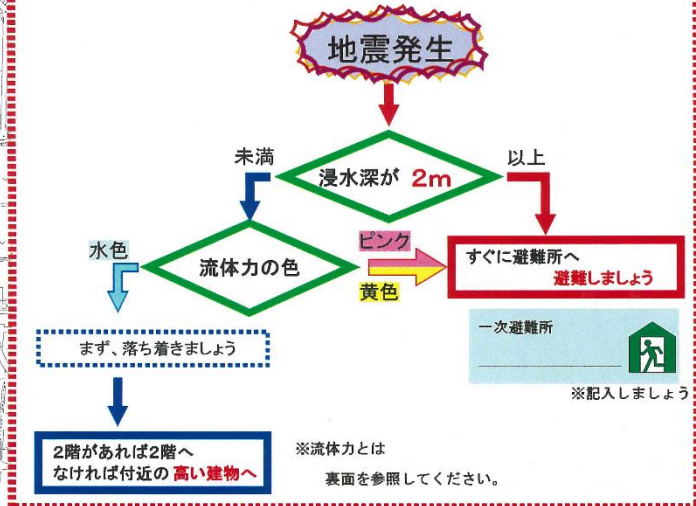 地震発生
浸水深が 2m
未満
以上
流体力の色
水色
ピンク
黄色
すぐに避難所へ
避難しましょう
一次避難所
※記入しましょう
まず、落ち着きましょう
2階があれば2階へ
なければ付近の高い建物へ
※流体力とは
裏面を参照してください。